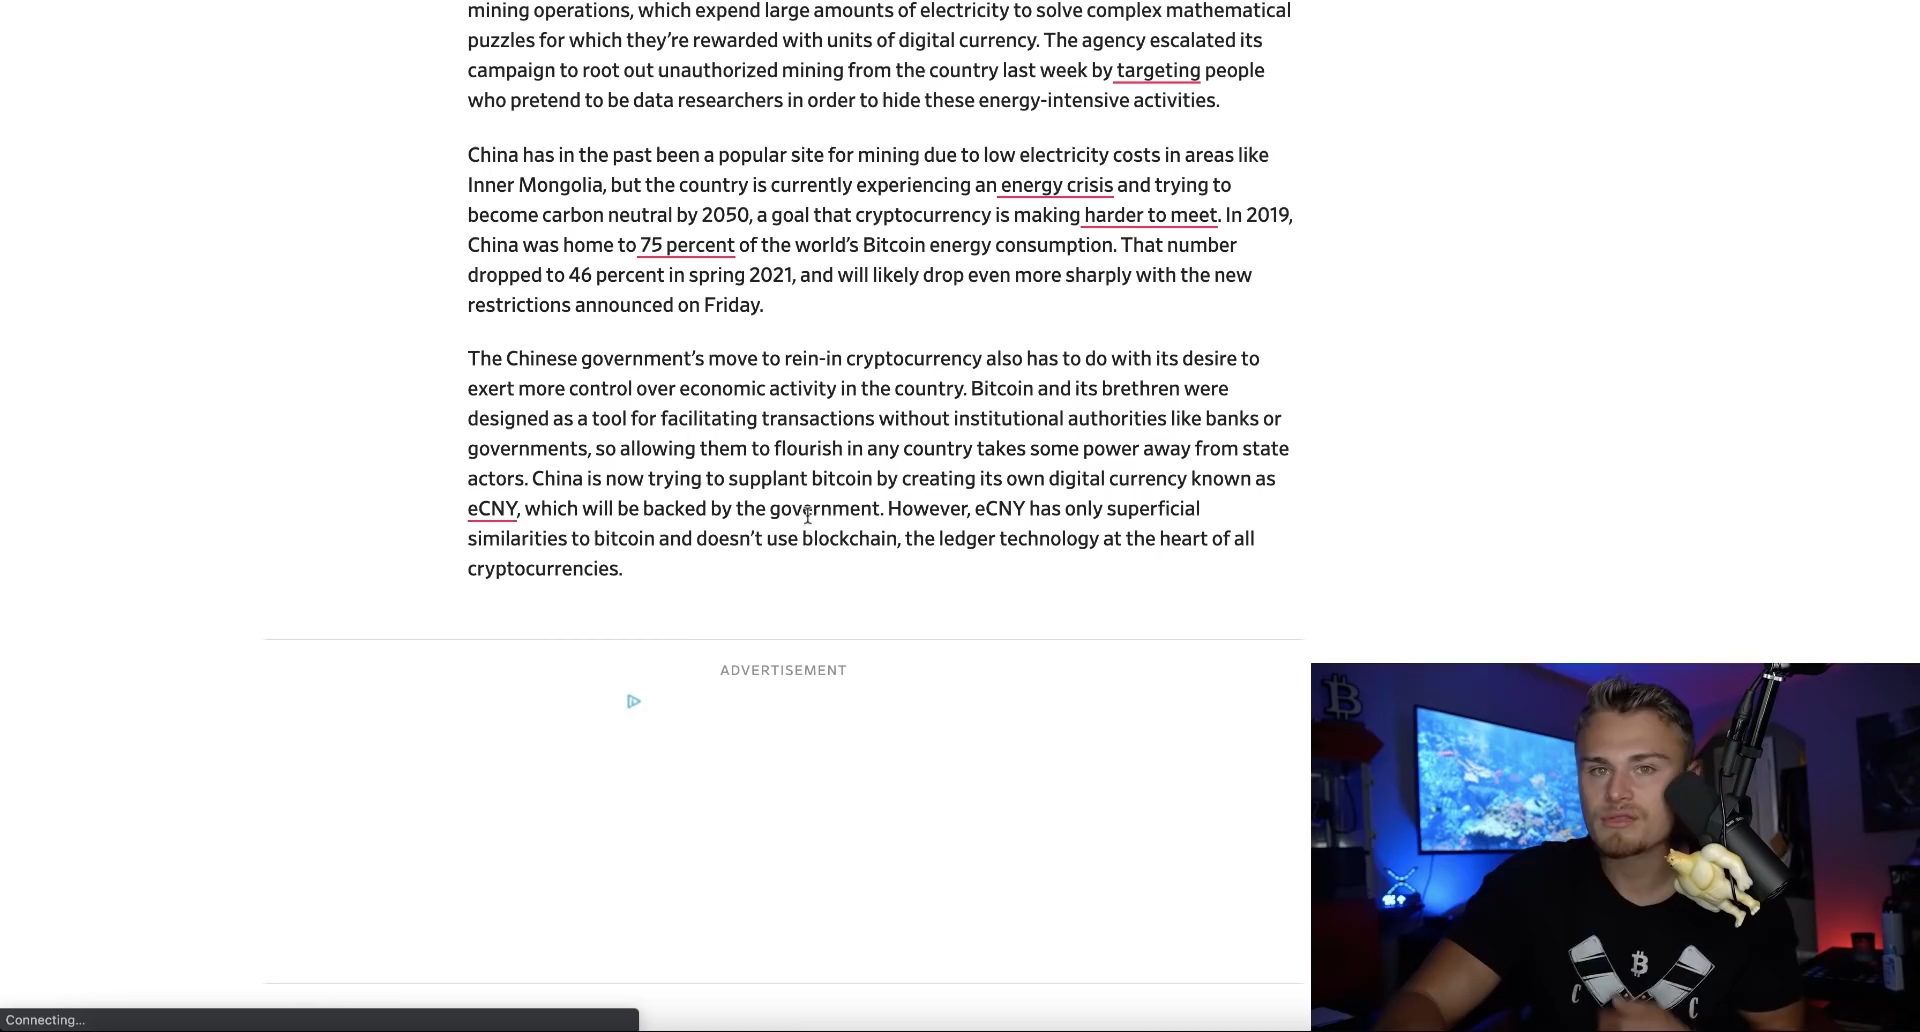 mining operations, which expend large amounts of electricity to solve complex mathematical
puzzles for which they’re rewarded with units of digital currency. The agency escalated its
campaign to root out unauthorized mining from the country last week by targeting people
who pretend to be data researchers in order to hide these energy-intensive activities.
China has in the past been a popular site for mining due to low electricity costs in areas like
Inner Mongolia, but the country is currently experiencing an energy crisis and trying to
become carbon neutral by 2050, a goal that cryptocurrency is making harder to meet. In 2019,
China was home to 75 percent of the world’s Bitcoin energy consumption. That number
dropped to 46 percent in spring 2021, and will likely drop even more sharply with the new
restrictions announced on Friday.
The Chinese government’s move to rein-in cryptocurrency also has to do with its desire to
exert more control over economic activity in the country. Bitcoin and its brethren were
designed as a tool for facilitating transactions without institutional authorities like banks or
governments, so allowing them to flourish in any country takes some power away from state
actors. China is now trying to supplant bitcoin by creating its own digital currency known as
eCNY, which will be backed by the government. However, eCNY has only superficial
similarities to bitcoin and doesn’t use blockchain, the ledger technology at the heart of all
cryptocurrencies.
ADVERTISEMENT
C C
Connecting...